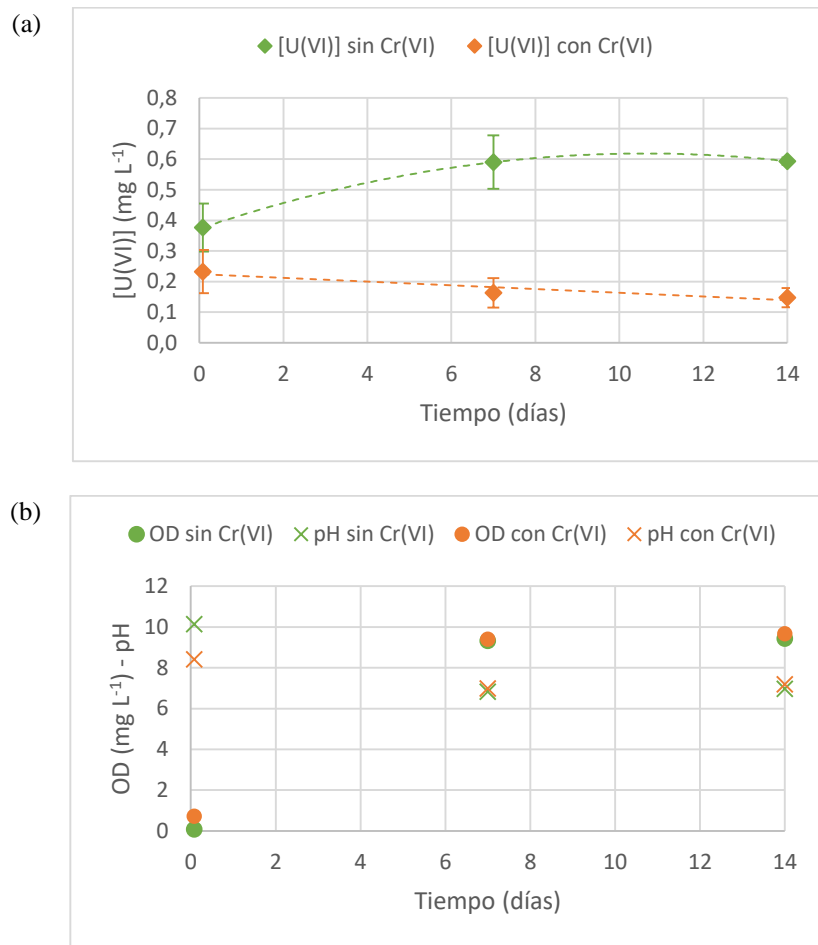 (a)
[U(VI)] sin Cr(VI) [U(VI)] con Cr(VI)
[U(VI)] (mg L⁻¹)
0,8
0,7
0,6
0,5
0,4
0,3
0,2
0,1
0,0
0 2 4 6 8 10 12 14
Tiempo (días)
(b)
OD sin Cr(VI) pH sin Cr(VI) OD con Cr(VI) pH con Cr(VI)
OD (mg L⁻¹) - pH
12
10
8
6
4
2
0
0 2 4 6 8 10 12 14
Tiempo (días)